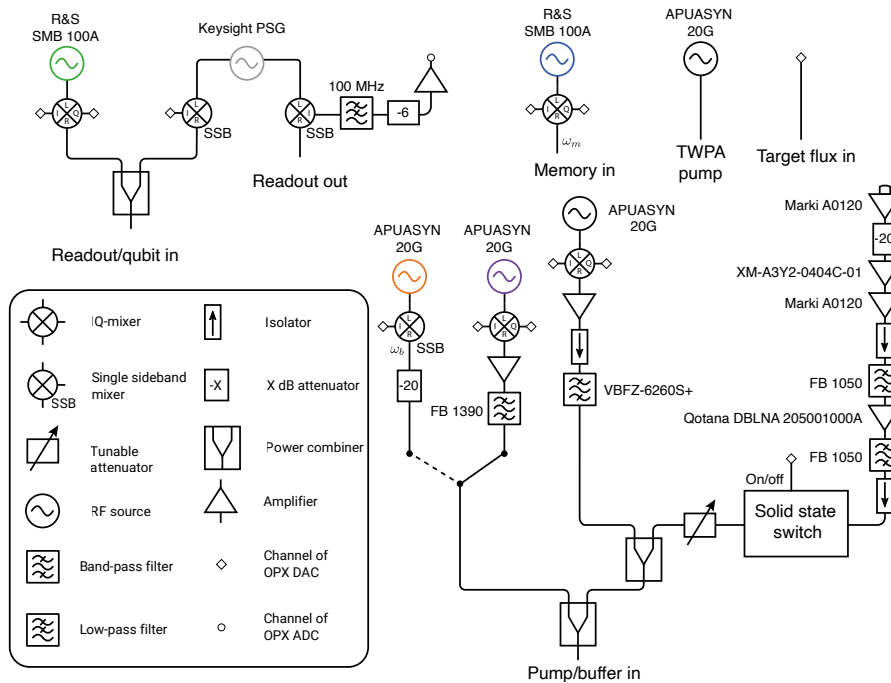 R&S
SMB 100A
Keysight PSG
R&S
SMB 100A
APUASYN
20G
100 MHz
-6
L
I Q
R
L
I
R
SSB
L
I
R
SSB
L
I Q
R
ω_m
Readout out
Memory in
TWPA
pump
Target flux in
Readout/qubit in
APUASYN
20G
APUASYN
20G
APUASYN
20G
Marki A0120
-20
XM-A3Y2-0404C-01
Marki A0120
L
I
R
SSB
ω_b
L
I Q
R
L
I Q
R
-20
FB 1390
VBFZ-6260S+
FB 1050
Qotana DBLNA 205001000A
FB 1050
On/off
Solid state
switch
IQ-mixer
Isolator
Single sideband
mixer
SSB
-X
X dB attenuator
Tunable
attenuator
Power combiner
RF source
Amplifier
Band-pass filter
Channel of
OPX DAC
Low-pass filter
Channel of
OPX ADC
Pump/buffer in